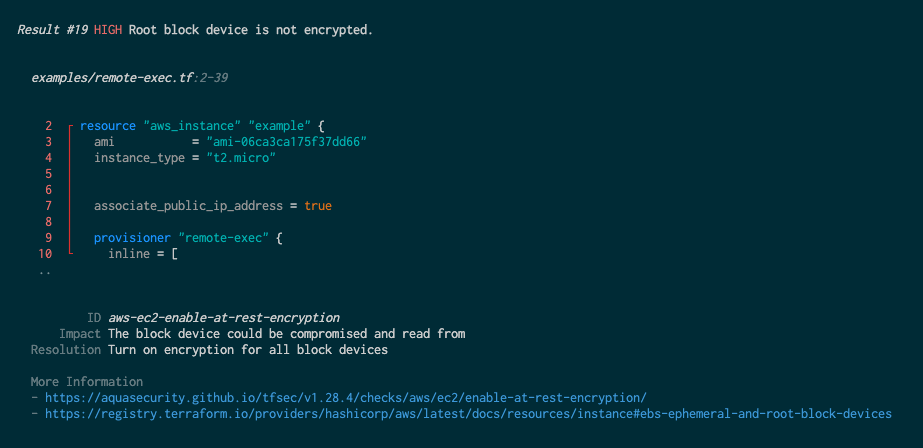 Result #19 HIGH Root block device is not encrypted.
examples/remote-exec.tf:2-39
2 resource "aws_instance" "example" {
3 ami = "ami-06ca3ca175f37dd66"
4 instance_type = "t2.micro"
5
6
7 associate_public_ip_address = true
8
9 provisioner "remote-exec" {
10 inline = [
..
ID aws-ec2-enable-at-rest-encryption
Impact The block device could be compromised and read from
Resolution Turn on encryption for all block devices
More Information
- https://aquasecurity.github.io/tfsec/v1.28.4/checks/aws/ec2/enable-at-rest-encryption/
- https://registry.terraform.io/providers/hashicorp/aws/latest/docs/resources/instance#ebs-ephemeral-and-root-block-devices